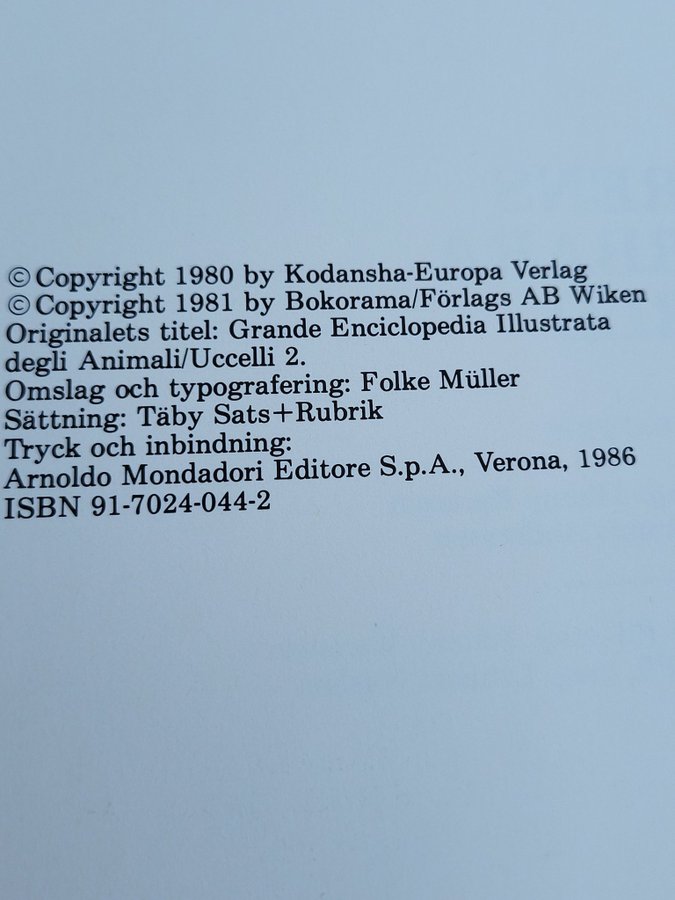 ©Copyright 1980 by Kodansha-Europa Verlag
©Copyright 1981 by Bokorama/Förlags AB Wiken
Originalets titel: Grande Enciclopedia Illustrata
degli Animali/Uccelli 2.
Omslag och typografering: Folke Müller
Sättning: Täby Sats+Rubrik
Tryck och inbindning:
Arnoldo Mondadori Editore S.p.A., Verona, 1986
ISBN 91-7024-044-2